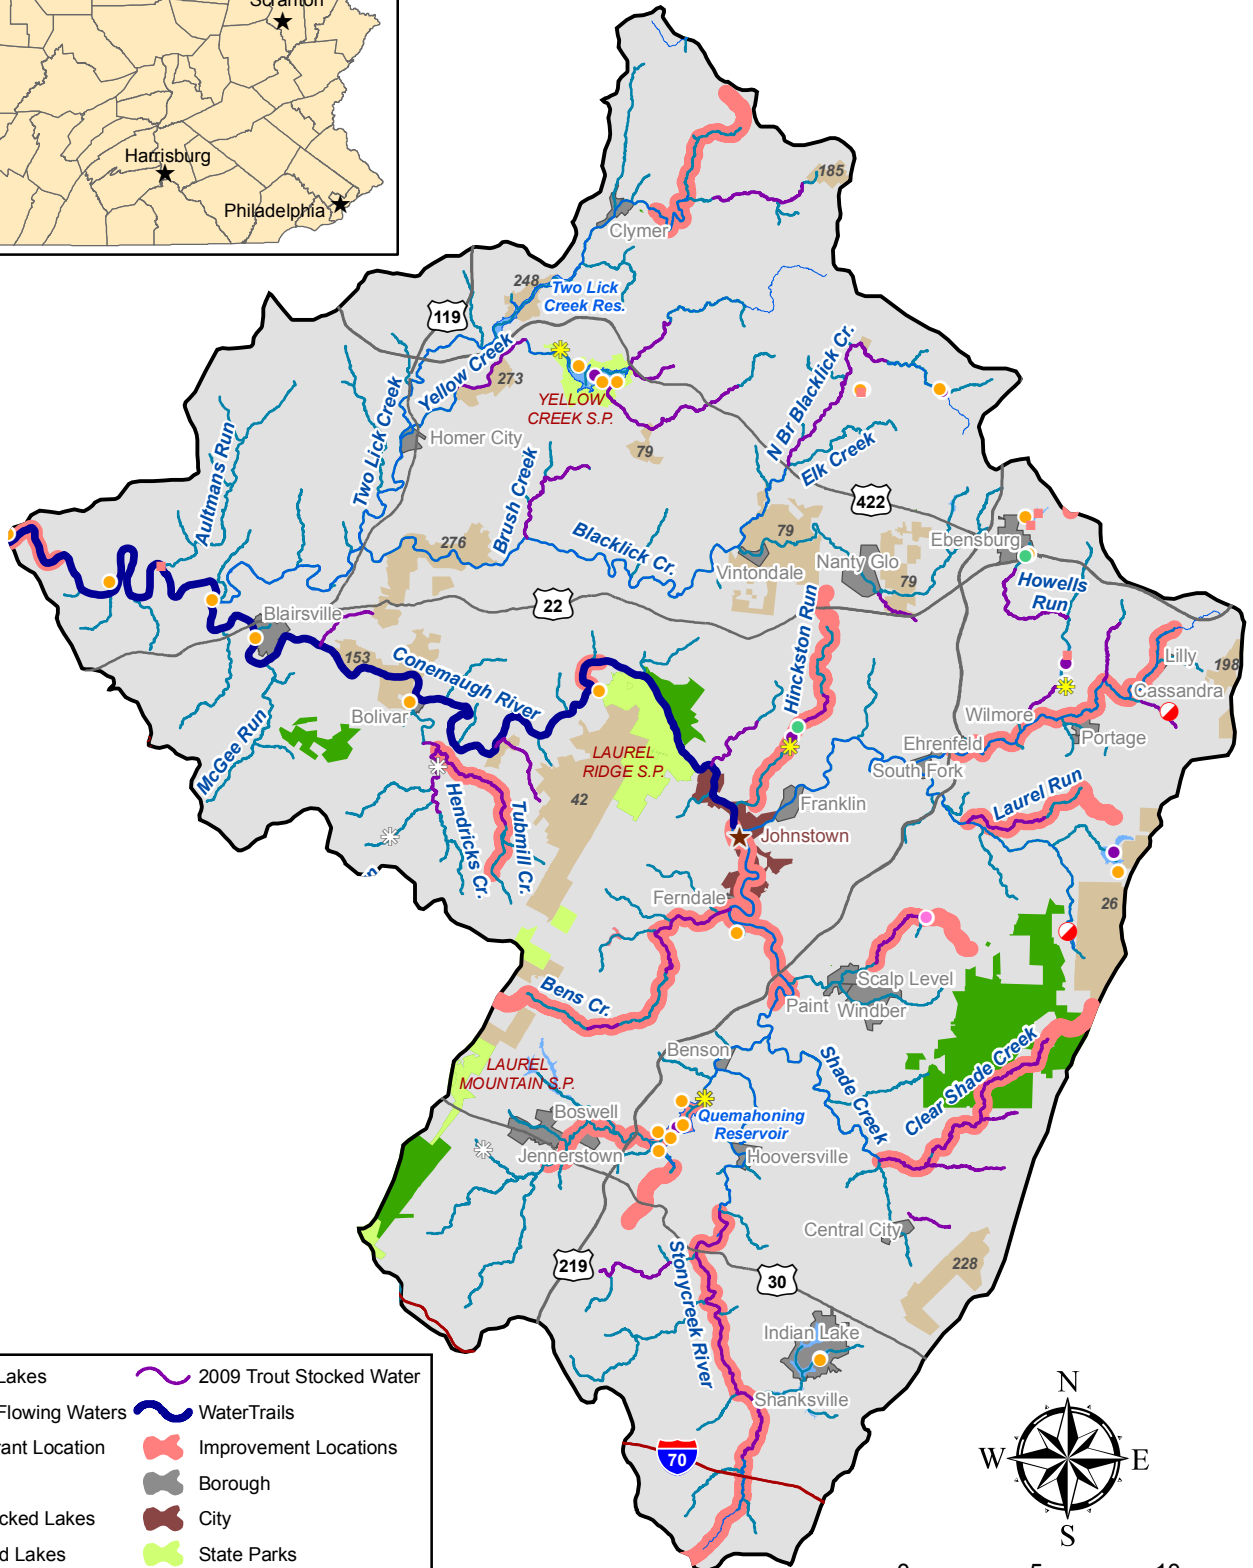 Scranton
Harrisburg
Philadelphia
185
Clymer
248
Two Lick
Creek Res.
119
Yellow Creek
273
YELLOW
CREEK S.P.
N Br Blacklick Cr.
Two Lick Creek
Homer City
79
Elk Creek
Aultmans Run
Brush Creek
422
276
Blacklick Cr.
79
Ebensburg
Vintondale
Nanty Glo
79
Howells
Run
22
Blairsville
Hinckston Run
153
Conemaugh River
Lilly
198
Cassandra
Bolivar
Wilmore
McGee Run
Portage
LAUREL
RIDGE S.P.
Ehrenfeld
South Fork
42
Hendricks Cr.
Tubmill Cr.
Laurel Run
Franklin
Johnstown
Ferndale
26
Scalp Level
Bens Cr.
Paint
Windber
Benson
LAUREL
MOUNTAIN S.P.
Shade Creek
Clear Shade Creek
Boswell
Quemahoning
Reservoir
Jennerstown
Hooversville
Central City
Stonycreek River
219
30
228
Indian Lake
Shanksville
70
N
W
E
S
Lakes
2009 Trout Stocked Water
Flowing Waters
WaterTrails
rant Location
Improvement Locations
Borough
cked Lakes
City
d Lakes
State Parks
0
5
10